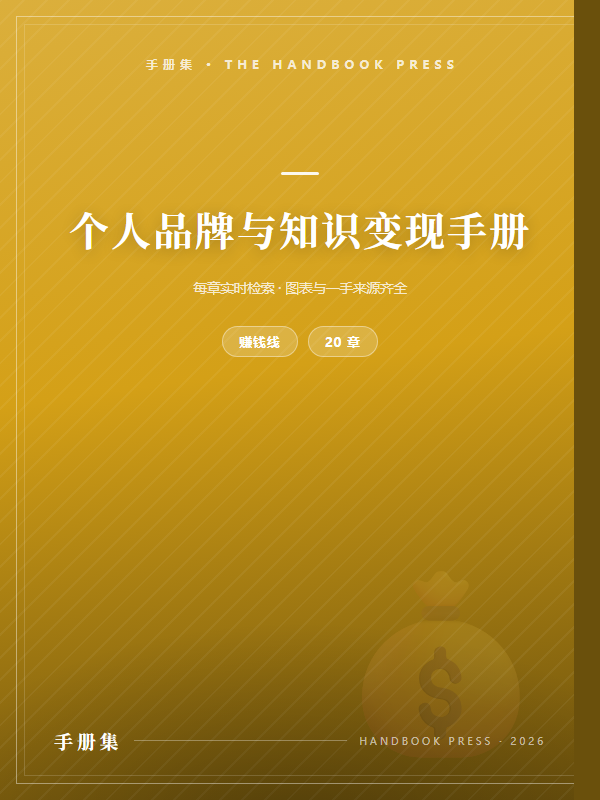 手册集 • THE HANDBOOK PRESS
个人品牌与知识变现手册
每章实时检索 · 图表与一手来源齐全
赚钱线 20 章
$
手册集 HANDBOOK PRESS · 2026